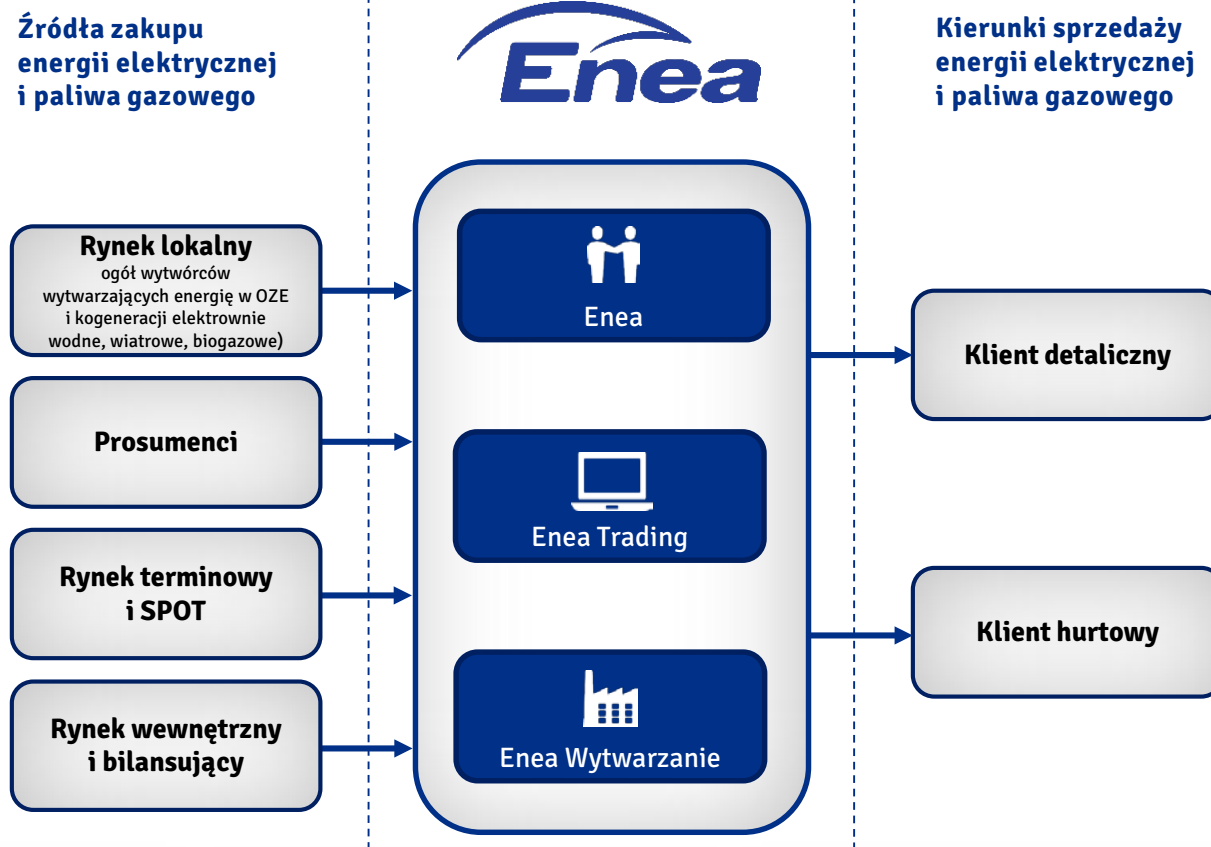 Źródła zakupu
energii elektrycznej
i paliwa gazowego
Enea
Kierunki sprzedaży
energii elektrycznej
i paliwa gazowego
Rynek lokalny
ogół wytwórców
wytwarzających energię w OZE
i kogeneracji elektrownie
wodne, wiatrowe, biogazowe)
Prosumenci
Rynek terminowy
i SPOT
Rynek wewnętrzny
i bilansujący
Enea
Enea Trading
Enea Wytwarzanie
Klient detaliczny
Klient hurtowy